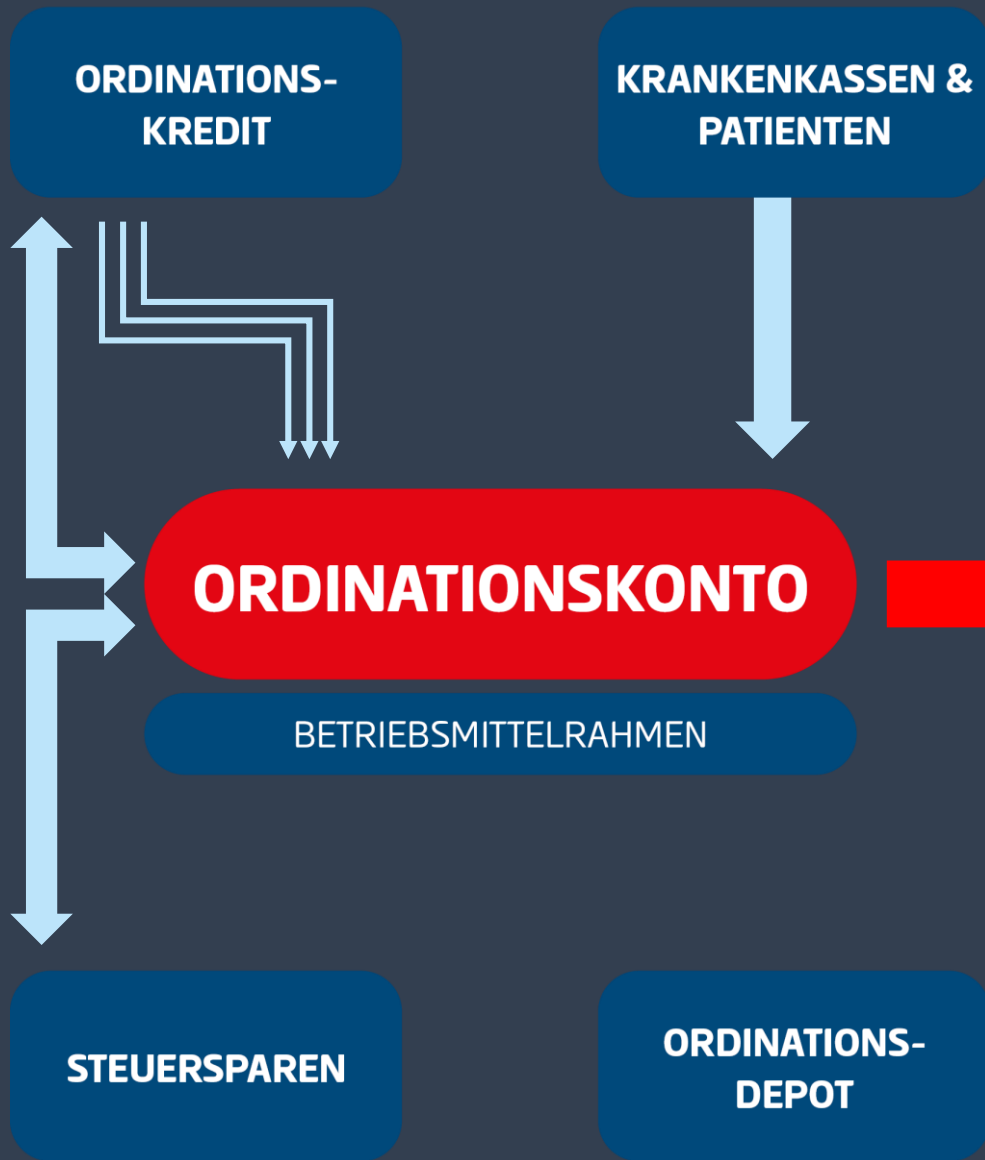 ORDINATIONS-
KREDIT
KRANKENKASSEN &
PATIENTEN
ORDINATIONSKONTO
BETRIEBSMITTELRAHMEN
STEUERSPAREN
ORDINATIONS-
DEPOT